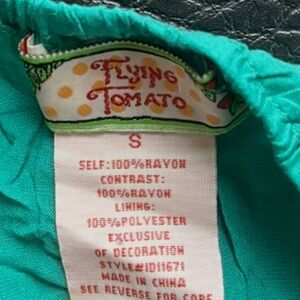 FLYING
TOMATO
S
SELF:100%RAYON
CONTRAST:
100%RAYON
LINING:
100%POLYESTER
EXCLUSIVE
OF DECORATION
STYLE#ID11671
MADE IN CHINA
SEE REVERSE FOR CARE